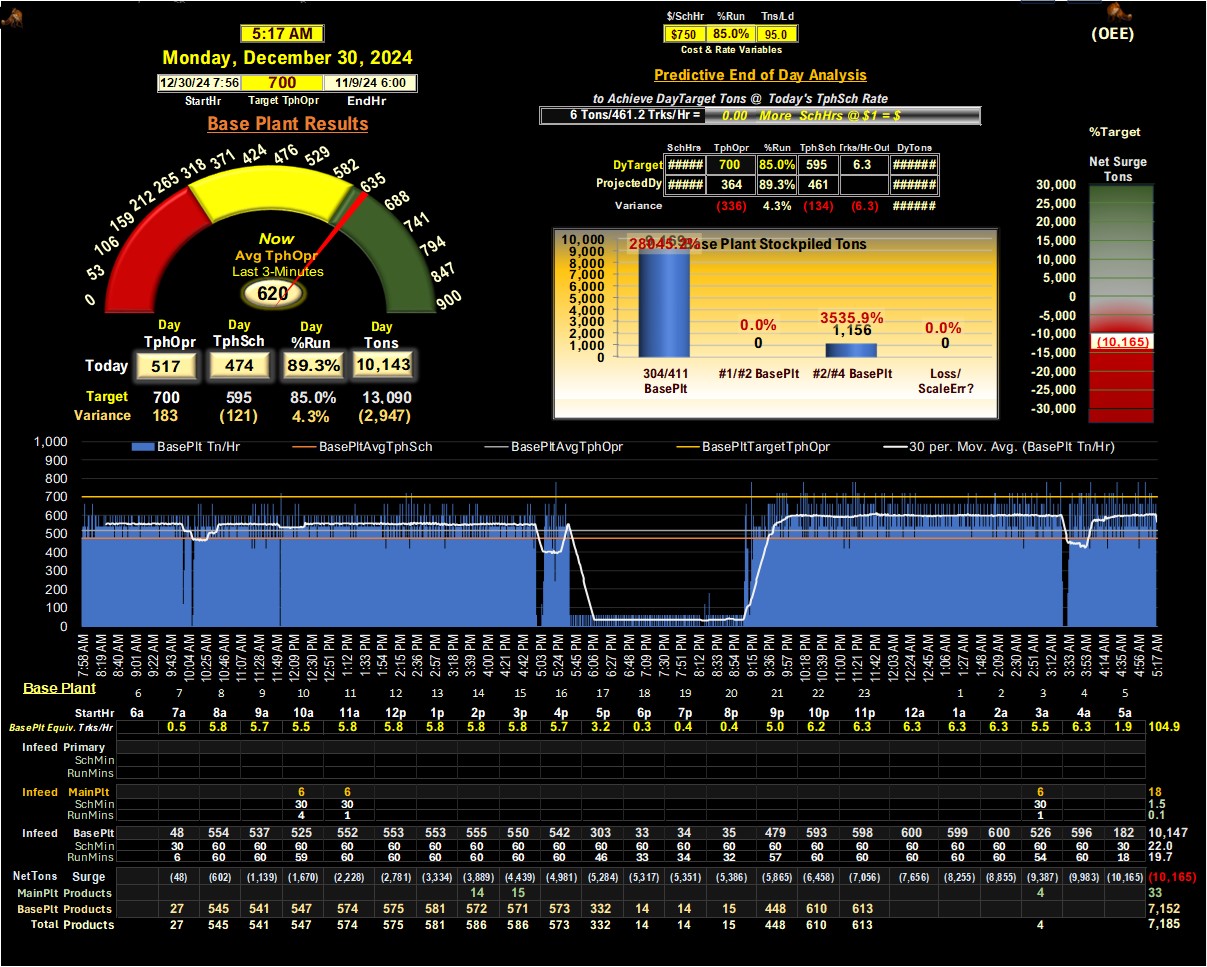 $/SchHr %Run Tns/Ld
5:17 AM $750 85.0% 95.0 (OEE)
Cost & Rate Variables
Monday, December 30, 2024
Predictive End of Day Analysis
12/30/24 7:56 700 11/9/24 6:00
StartHr Target TphOpr EndHr
to Achieve DayTarget Tons @ Today's TphSch Rate
6 Tons/461.2 Trks/Hr = 0.00 More SchHrs @ $1 = $
Base Plant Results
%Target
SchHrs TphOpr %Run TphSch Trks/Hr-Out DyTons
DyTarget ##### 700 85.0% 595 6.3 ######
ProjectedDy ##### 364 89.3% 461 ######
Variance (336) 4.3% (134) (6.3) ######
0 53 106 159 212 265 318 371 424 476 529 582 635 688 741 794 847 900
Now
Avg TphOpr
Last 3-Minutes
620
Day Day Day Day
TphOpr TphSch %Run Tons
Today 517 474 89.3% 10,143
Target 700 595 85.0% 13,090
Variance 183 (121) 4.3% (2,947)
28045.2% se Plant Stockpiled Tons
10,000
9,000
8,000
7,000
6,000
5,000
4,000
3,000
2,000
1,000
0
0.0% 3535.9% 0.0%
0 1,156 0
304/411 BasePlt #1/#2 BasePlt #2/#4 BasePlt Loss/ ScaleErr?
Net Surge
Tons
30,000
25,000
20,000
15,000
10,000
5,000
0
-5,000
-10,000
(10,165)
-15,000
-20,000
-25,000
-30,000
BasePlt Tn/Hr BasePltAvgTphSch BasePltAvgTphOpr BasePltTargetTphOpr 30 per. Mov. Avg. (BasePlt Tn/Hr)
1,000
900
800
700
600
500
400
300
200
100
0
7:58 AM 8:19 AM 8:40 AM 9:01 AM 9:22 AM 9:43 AM 10:04 AM 10:25 AM 10:46 AM 11:07 AM 11:28 AM 11:49 AM 12:09 PM 12:30 PM 12:51 PM 1:12 PM 1:33 PM 1:54 PM 2:15 PM 2:36 PM 2:57 PM 3:18 PM 3:39 PM 4:00 PM 4:21 PM 4:42 PM 5:03 PM 5:24 PM 5:45 PM 6:06 PM 6:27 PM 6:48 PM 7:09 PM 7:30 PM 7:51 PM 8:12 PM 8:33 PM 8:54 PM 9:15 PM 9:36 PM 9:57 PM 10:18 PM 10:39 PM 11:00 PM 11:21 PM 11:42 PM 12:03 AM 12:24 AM 12:45 AM 1:06 AM 1:27 AM 1:48 AM 2:09 AM 2:30 AM 2:51 AM 3:12 AM 3:33 AM 3:53 AM 4:14 AM 4:35 AM 4:56 AM 5:17 AM
Base Plant 6 7 8 9 10 11 12 13 14 15 16 17 18 19 20 21 22 23 1 2 3 4 5
StartHr 6a 7a 8a 9a 10a 11a 12p 1p 2p 3p 4p 5p 6p 7p 8p 9p 10p 11p 12a 1a 2a 3a 4a 5a
BasePlt Equiv. Trks/Hr 0.5 5.8 5.7 5.5 5.8 5.8 5.8 5.8 5.8 5.7 3.2 0.3 0.4 0.4 5.0 6.2 6.3 6.3 6.3 6.3 5.5 6.3 1.9 104.9
Infeed Primary
SchMin
RunMins
Infeed MainPlt 6 6 6 18
SchMin 30 30 30 1.5
RunMins 4 1 1 0.1
Infeed BasePlt 48 554 537 525 552 553 553 555 550 542 303 33 34 35 479 593 598 600 599 600 526 596 182 10,147
SchMin 30 60 60 60 60 60 60 60 60 60 60 60 60 60 60 60 60 60 60 60 60 60 30 22.0
RunMins 6 60 60 59 60 60 60 60 60 60 46 33 34 32 57 60 60 60 60 60 54 60 18 19.7
NetTons Surge (48) (602) (1,139) (1,670) (2,228) (2,781) (3,334) (3,889) (4,439) (4,981) (5,284) (5,317) (5,351) (5,386) (5,865) (6,458) (7,056) (7,656) (8,255) (8,855) (9,387) (9,983) (10,165) (10,165)
MainPlt Products 14 15 4 33
BasePlt Products 27 545 541 547 574 575 581 572 571 573 332 14 14 15 448 610 613 7,152
Total Products 27 545 541 547 574 575 581 586 586 573 332 14 14 15 448 610 613 4 7,185